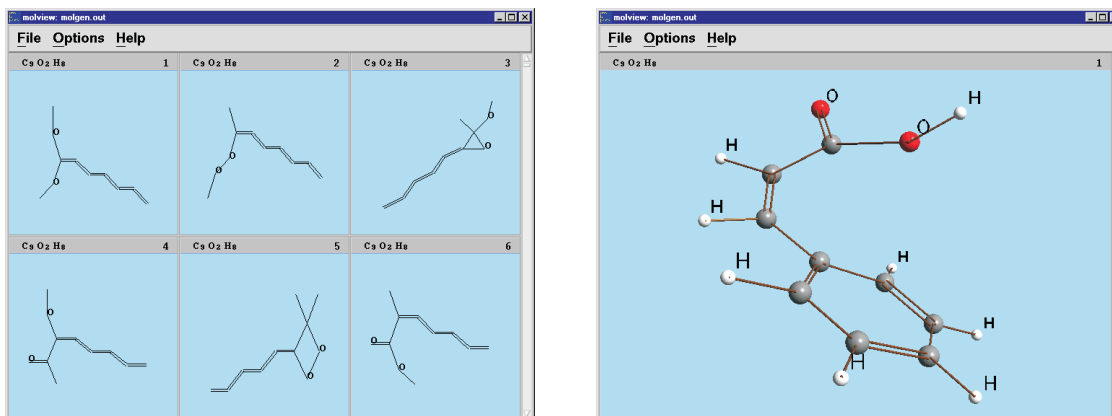 molview: molgen.out
File Options Help
C9 O2 H8 1
C9 O2 H8 2
C9 O2 H8 3
O
O
O
O
O
O
C9 O2 H8 4
C9 O2 H8 5
C9 O2 H8 6
O
O
O
O
O
O
molview: molgen.out
File Options Help
C9 O2 H8 1
O
H
O
H
H
H
H
H
H
H